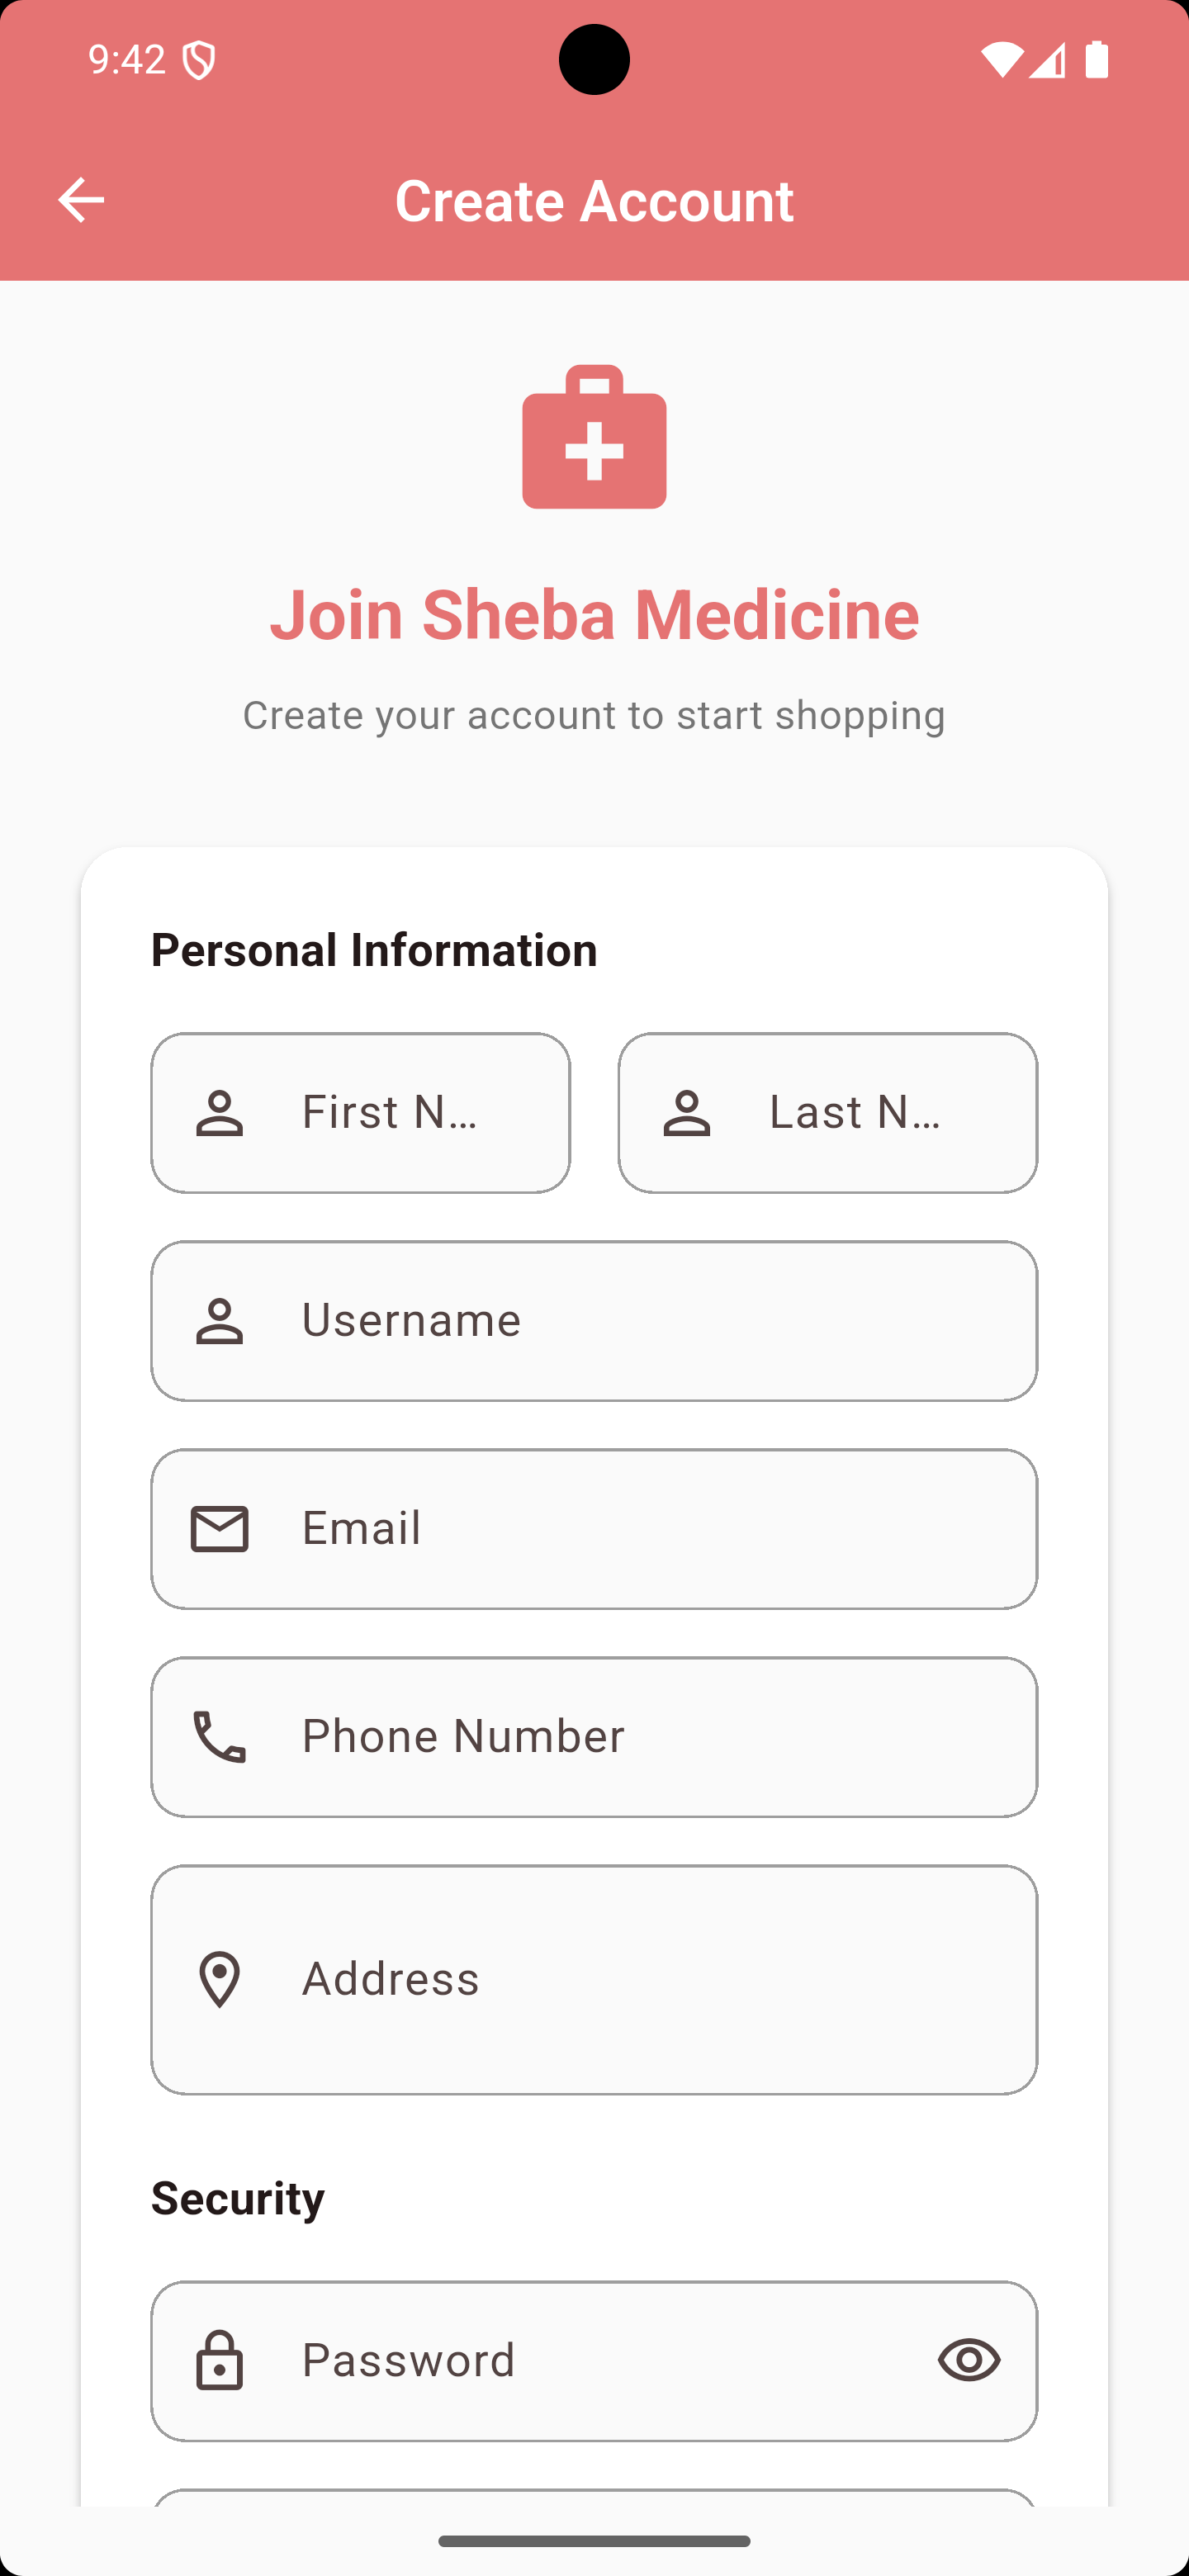 9:42
Create Account
Join Sheba Medicine
Create your account to start shopping
Personal Information
First N...
Last N...
Username
Email
Phone Number
Address
Security
Password